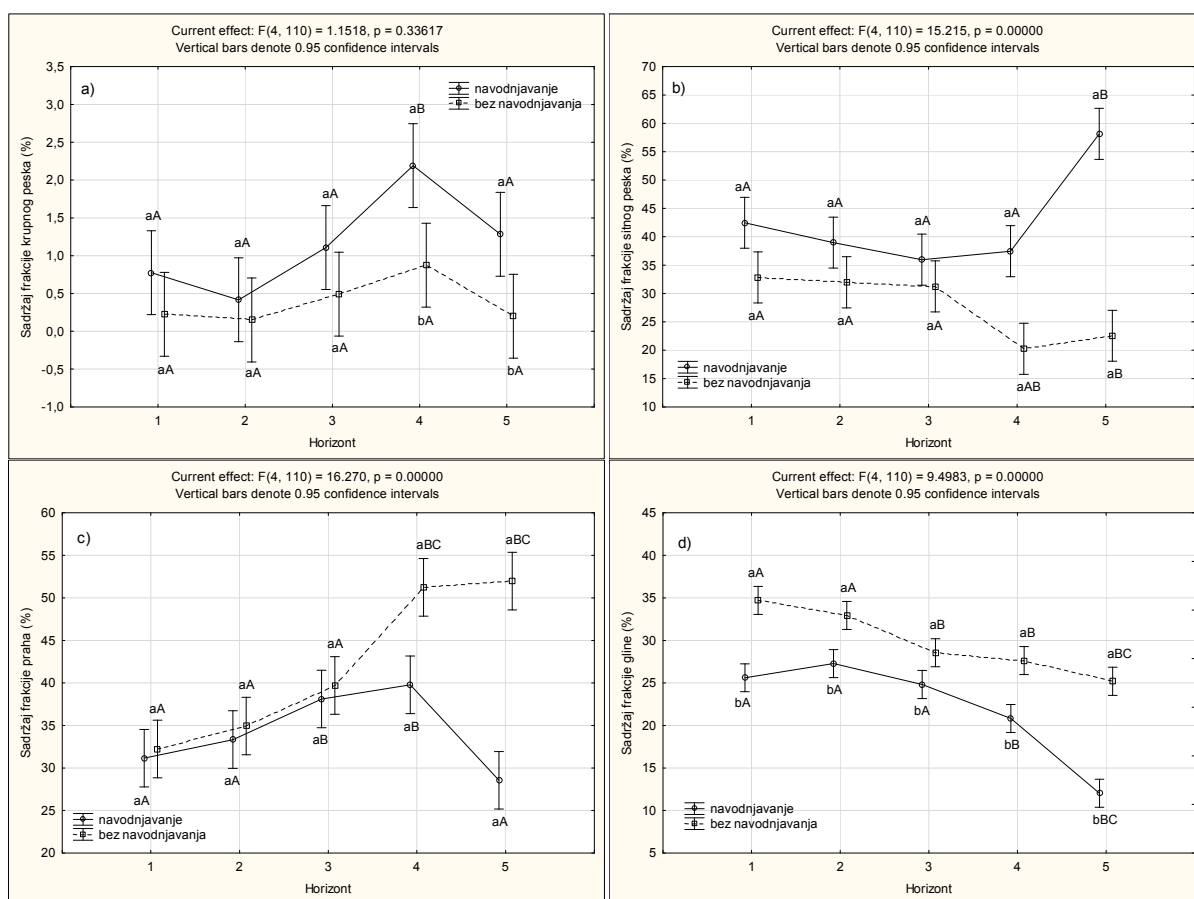 Current effect: F(4, 110) = 1.1518, p = 0.33617
Vertical bars denote 0.95 confidence intervals
a)
navodnjavanje
bez navodnjavanja
Sadržaj frakcije krupnog peska (%)
3,5
3,0
2,5
2,0
1,5
1,0
0,5
0,0
-0,5
-1,0
aA
aA
aA
aB
aA
aA
aA
aA
bA
bA
1 2 3 4 5
Horizont
Current effect: F(4, 110) = 15.215, p = 0.00000
Vertical bars denote 0.95 confidence intervals
b)
Sadržaj frakcije sitnog peska (%)
70
65
60
55
50
45
40
35
30
25
20
15
10
aA
aA
aA
aA
aB
aA
aA
aA
aAB
aB
navodnjavanje
bez navodnjavanja
1 2 3 4 5
Horizont
Current effect: F(4, 110) = 16.270, p = 0.00000
Vertical bars denote 0.95 confidence intervals
c)
Sadržaj frakcije praha (%)
60
55
50
45
40
35
30
25
20
aA
aA
aA
aBC
aBC
aA
aA
aB
aB
aA
navodnjavanje
bez navodnjavanja
1 2 3 4 5
Horizont
Current effect: F(4, 110) = 9.4983, p = 0.00000
Vertical bars denote 0.95 confidence intervals
d)
Sadržaj frakcije gline (%)
45
40
35
30
25
20
15
10
5
aA
aA
aB
aB
aBC
bA
bA
bA
bB
bBC
navodnjavanje
bez navodnjavanja
1 2 3 4 5
Horizont